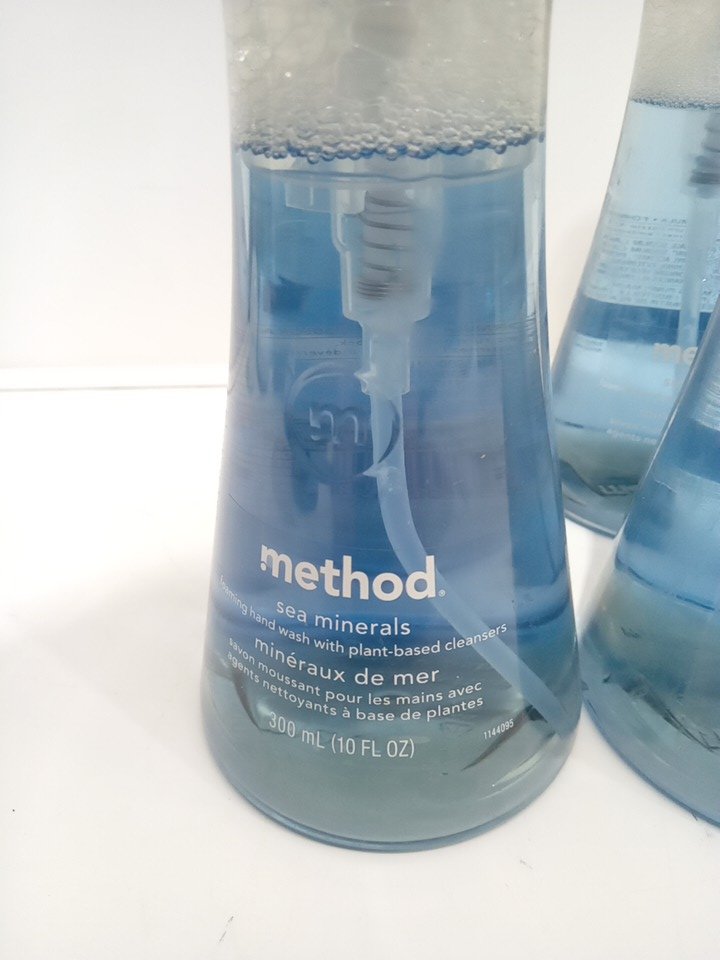 method®
sea minerals
foaming hand wash with plant-based cleansers
minéraux de mer
savon moussant pour les mains avec
agents nettoyants à base de plantes
300 mL (10 FL OZ)
1144095
m
me